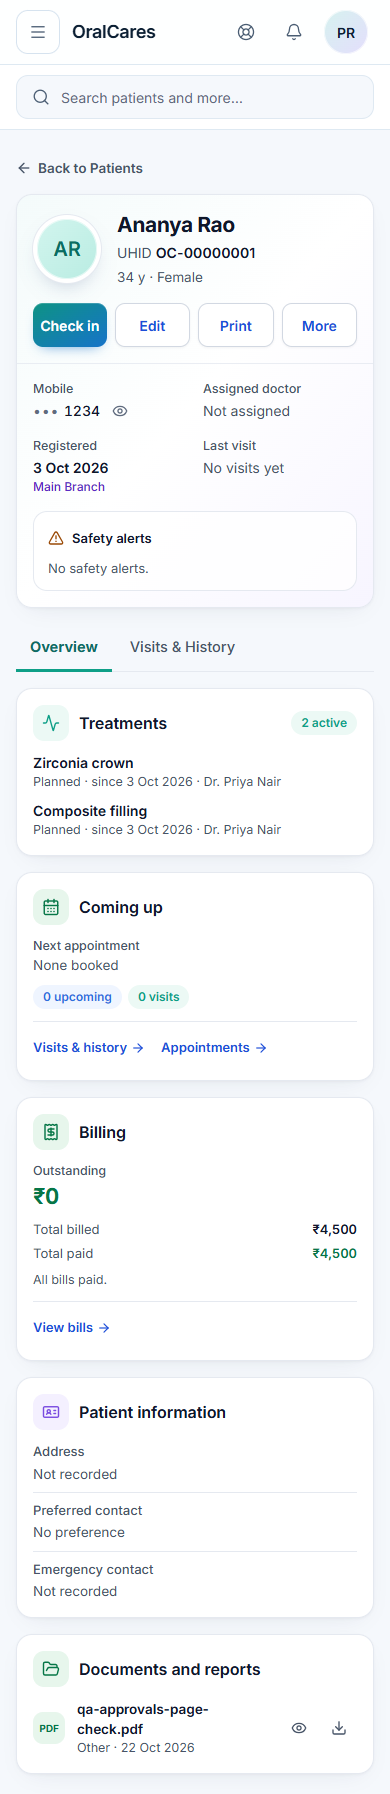 OralCares
PR
Search patients and more...
Back to Patients
AR
Ananya Rao
UHID OC-00000001
34 y · Female
Check in
Edit
Print
More
Mobile
Assigned doctor
••• 1234
Not assigned
Registered
Last visit
3 Oct 2026
No visits yet
Main Branch
Safety alerts
No safety alerts.
Overview
Visits & History
Treatments
2 active
Zirconia crown
Planned · since 3 Oct 2026 · Dr. Priya Nair
Composite filling
Planned · since 3 Oct 2026 · Dr. Priya Nair
Coming up
Next appointment
None booked
0 upcoming
0 visits
Visits & history →
Appointments →
Billing
Outstanding
₹0
Total billed
₹4,500
Total paid
₹4,500
All bills paid.
View bills →
Patient information
Address
Not recorded
Preferred contact
No preference
Emergency contact
Not recorded
Documents and reports
PDF
qa-approvals-page-
check.pdf
Other · 22 Oct 2026